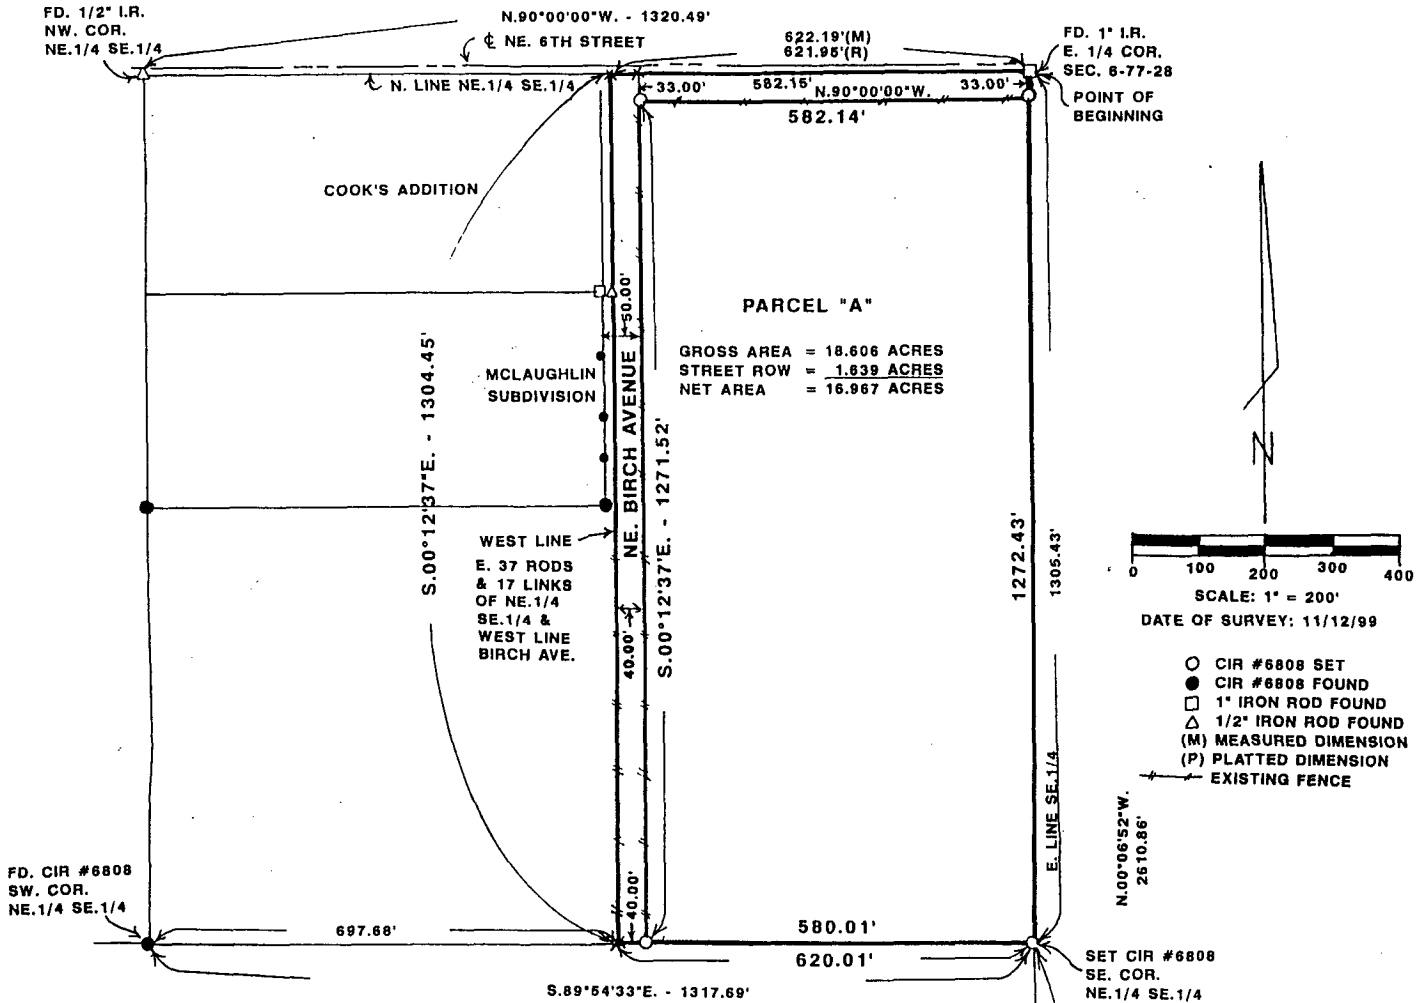 FD. 1/2" I.R.
NW. COR.
NE.1/4 SE.1/4
N.90°00'00"W. - 1320.49'
℄ NE. 6TH STREET
N. LINE NE.1/4 SE.1/4
622.19'(M)
621.95'(R)
FD. 1" I.R.
E. 1/4 COR.
SEC. 6-77-28
POINT OF
BEGINNING
33.00'
582.15'
N.90°00'00"W.
33.00'
582.14'
COOK'S ADDITION
50.00'
PARCEL "A"
GROSS AREA = 18.606 ACRES
STREET ROW = 1.639 ACRES
NET AREA = 16.967 ACRES
S.00°12'37"E. - 1304.45'
MCLAUGHLIN
SUBDIVISION
NE. BIRCH AVENUE
S.00°12'37'E. - 1271.52'
WEST LINE
E. 37 RODS
& 17 LINKS
OF NE.1/4
SE.1/4 &
WEST LINE
BIRCH AVE.
40.00'
1272.43'
1305.43'
N
0 100 200 300 400
SCALE: 1" = 200'
DATE OF SURVEY: 11/12/99
CIR #6808 SET
CIR #6808 FOUND
1" IRON ROD FOUND
1/2" IRON ROD FOUND
(M) MEASURED DIMENSION
(P) PLATTED DIMENSION
EXISTING FENCE
E. LINE SE.1/4
N.00°06'52"W.
2610.86'
FD. CIR #6808
SW. COR.
NE.1/4 SE.1/4
697.68'
40.00'
580.01'
620.01'
S.89°54'33"E. - 1317.69'
SET CIR #6808
SE. COR.
NE.1/4 SE.1/4